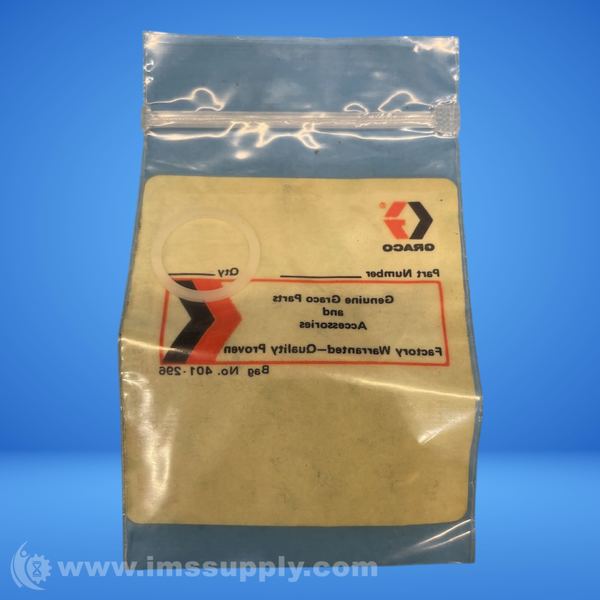 GRACO
®
Part Number Qty
Genuine Graco Parts
and
Accessories
Factory Warranted—Quality Proven
Bag No. 401-296
www.imssupply.com